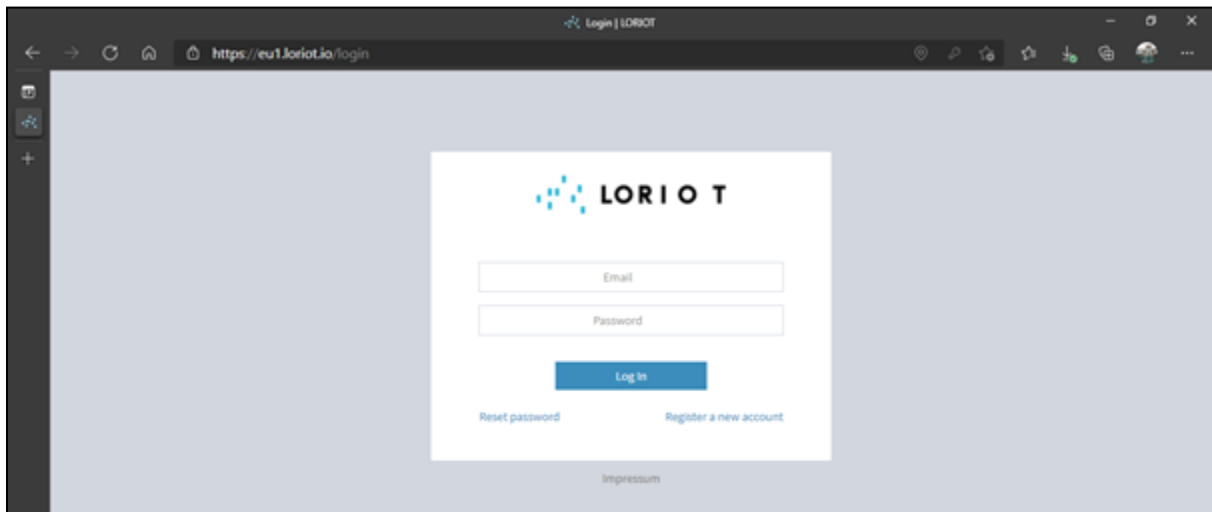 Login | LORIOT
https://eu1.loriot.io/login
LORIOT
Email
Password
Log In
Reset password
Register a new account
Impressum